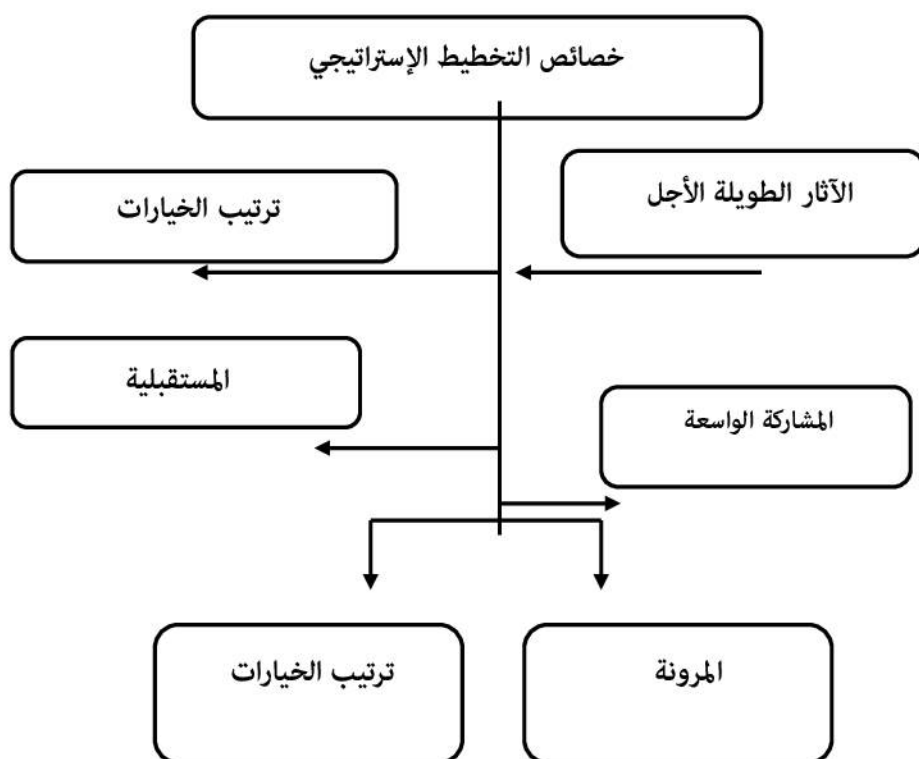 خصائص التخطيط الإستراتيجي
الآثار الطويلة الأجل
ترتيب الخيارات
المستقبلية
المشاركة الواسعة
المرونة
ترتيب الخيارات